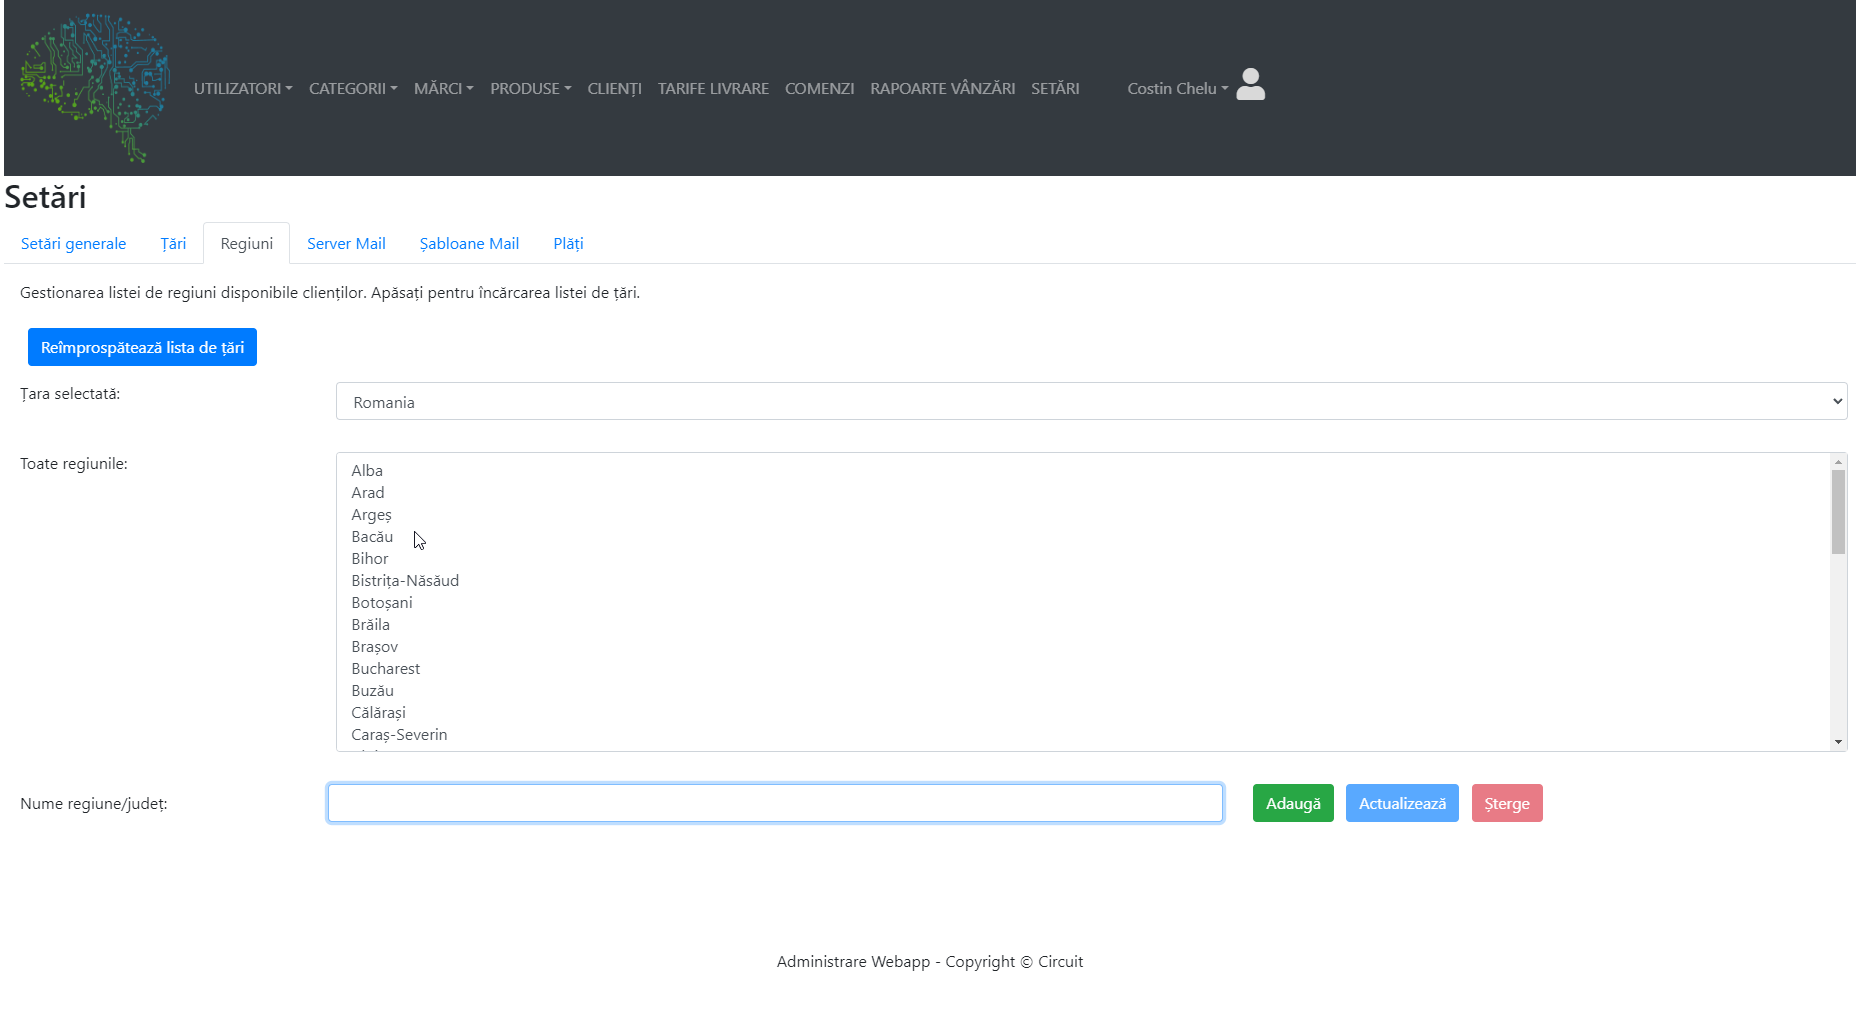 UTILIZATORI CATEGORII MĂRCI PRODUSE CLIENȚI TARIFE LIVRARE COMENZI RAPOARTE VÂNZĂRI SETĂRI Costin Chelu
Setări
Setări generale Țări Regiuni Server Mail Șabloane Mail Plăți
Gestionarea listei de regiuni disponibile clienților. Apăsați pentru încărcarea listei de țări.
Reîmprospătează lista de țări
Țara selectată: Romania
Toate regiunile:
Alba
Arad
Argeș
Bacău
Bihor
Bistrița-Năsăud
Botoșani
Brăila
Brașov
Bucharest
Buzău
Călărași
Caraș-Severin
Nume regiune/județ: Adaugă Actualizează Șterge
Administrare Webapp - Copyright © Circuit